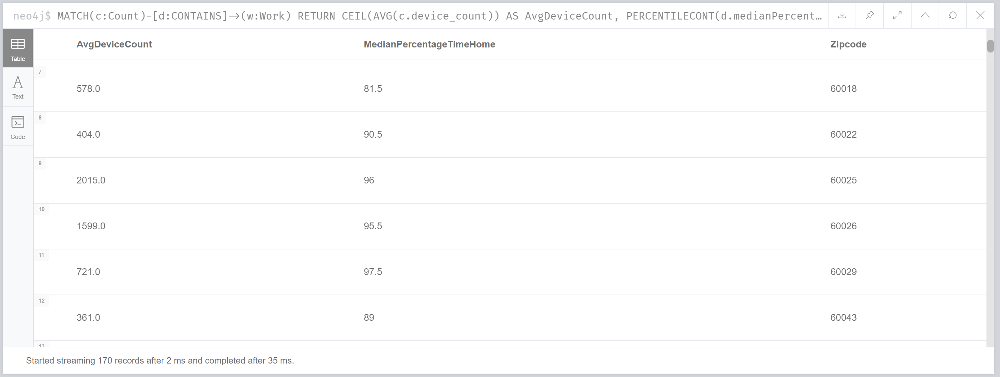 neo4j$ MATCH(c:Count)-[d:CONTAINS]→(w:Work) RETURN CEIL(AVG(c.device_count)) AS AvgDeviceCount, PERCENTILECONT(d.medianPercent…
Table
Text
Code
AvgDeviceCount MedianPercentageTimeHome Zipcode
7
578.0 81.5 60018
8
404.0 90.5 60022
9
2015.0 96 60025
10
1599.0 95.5 60026
11
721.0 97.5 60029
12
361.0 89 60043
13
Started streaming 170 records after 2 ms and completed after 35 ms.